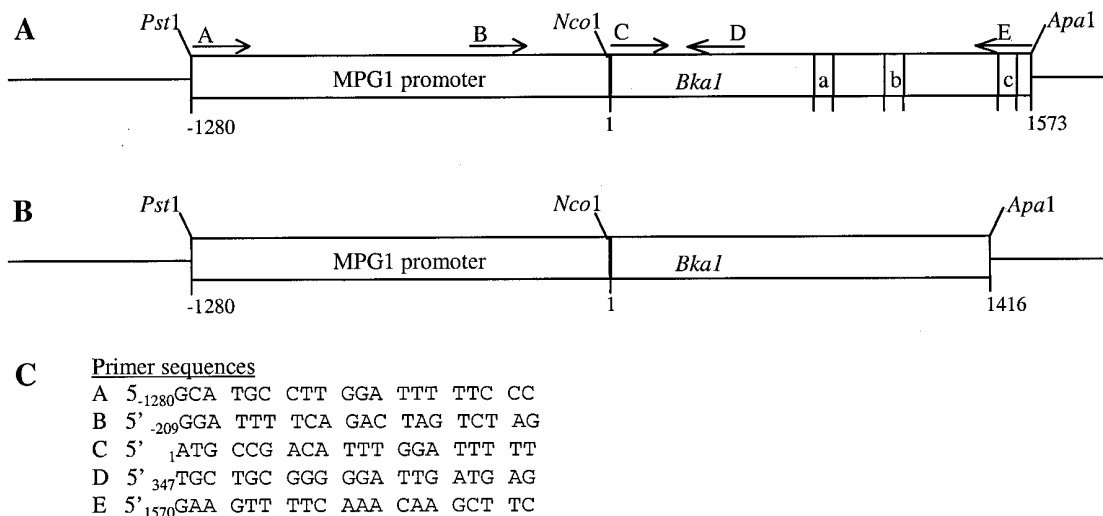 A
Pst1
A
B
Nco1
C
D
E
Apa1
MPG1 promoter
Bka1
a
b
c
-1280
1
1573
B
Pst1
Nco1
Apa1
MPG1 promoter
Bka1
-1280
1
1416
C
Primer sequences
A 5-1280GCA TGC CTT GGA TTT TTC CC
B 5' -209GGA TTT TCA GAC TAG TCT AG
C 5' 1ATG CCG ACA TTT GGA TTT TT
D 5' 347TGC TGC GGG GGA TTG ATG AG
E 5' 1570GAA GTT TTC AAA CAA GCT TC